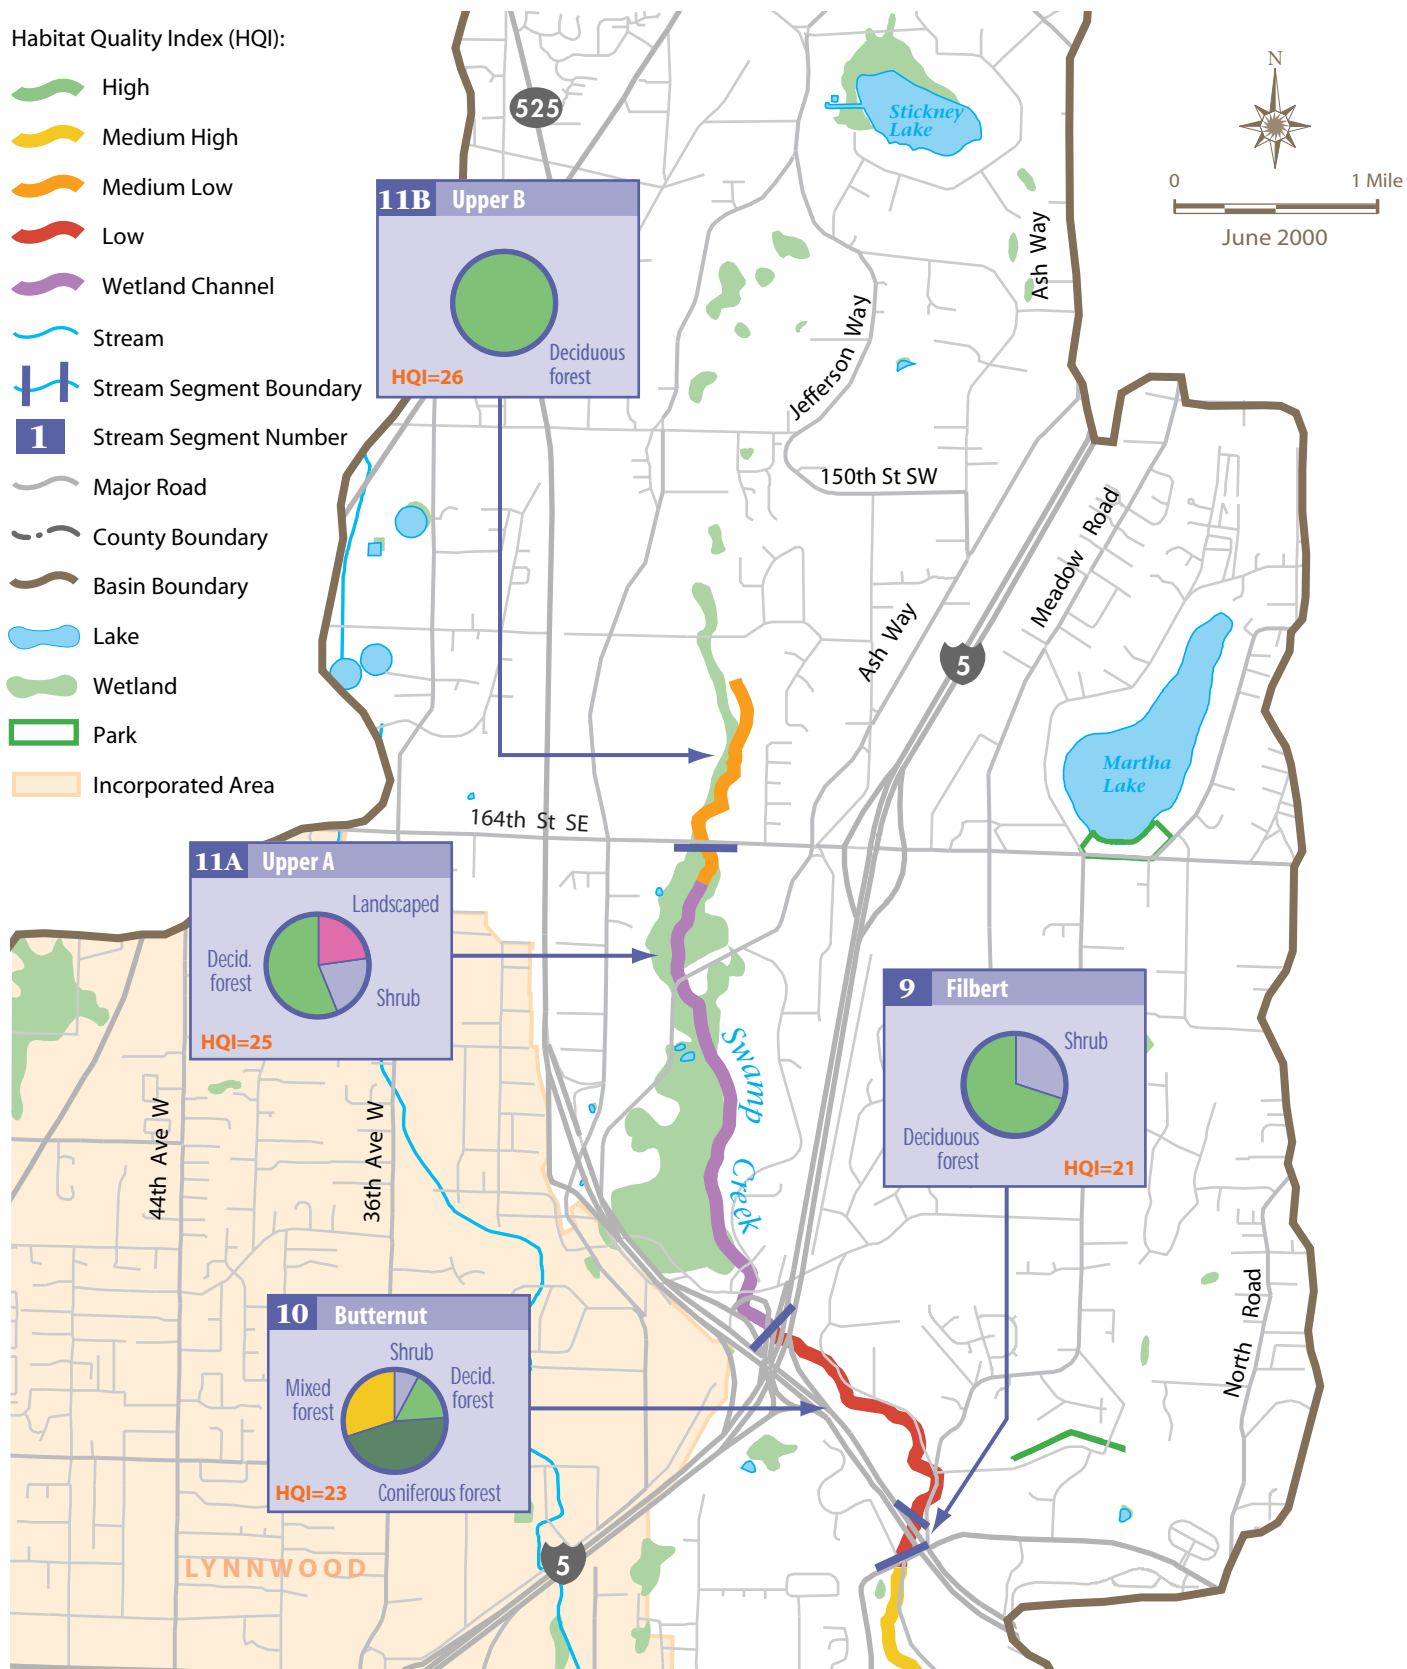 Habitat Quality Index (HQI):
High
Medium High
Medium Low
Low
Wetland Channel
Stream
Stream Segment Boundary
1 Stream Segment Number
Major Road
County Boundary
Basin Boundary
Lake
Wetland
Park
Incorporated Area
525
Stickney
Lake
N
0 1 Mile
June 2000
11B Upper B
Deciduous
forest
HQI=26
Ash Way
Jefferson Way
150th St SW
Meadow Road
Ash Way
5
Martha
Lake
164th St SE
11A Upper A
Landscaped
Decid.
forest
Shrub
HQI=25
9 Filbert
Shrub
Deciduous
forest
HQI=21
Swamp
Creek
44th Ave W
36th Ave W
North Road
10 Butternut
Shrub
Mixed
forest
Decid.
forest
HQI=23
Coniferous forest
5
LYNNWOOD